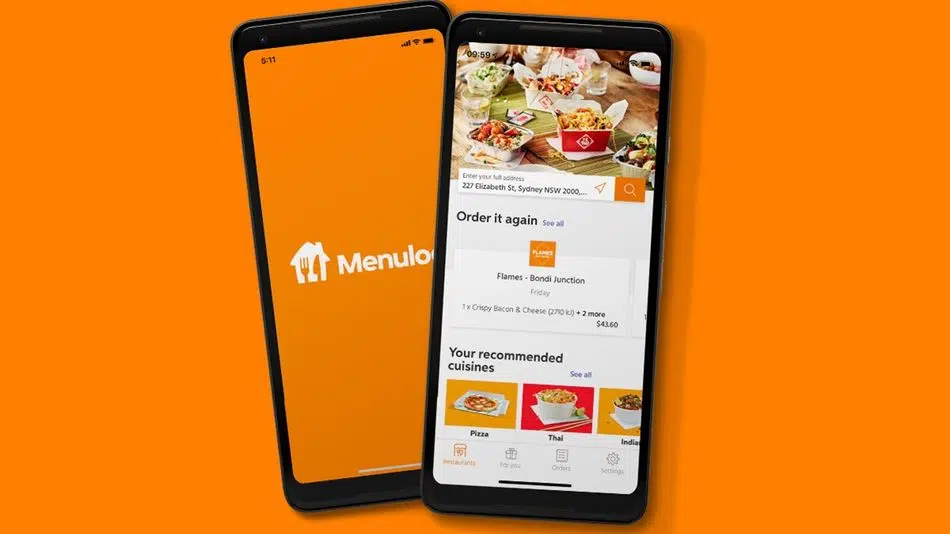 5:11
Menulo
09:59
Enter your full address
227 Elizabeth St, Sydney NSW 2000,...
Order it again See all
FLAMES
Flames - Bondi Junction
Friday
1 x Crispy Bacon & Cheese (2710 kJ) + 2 more
$43.60
Your recommended
cuisines See all
Pizza Thai India
Restaurants For you Orders Settings